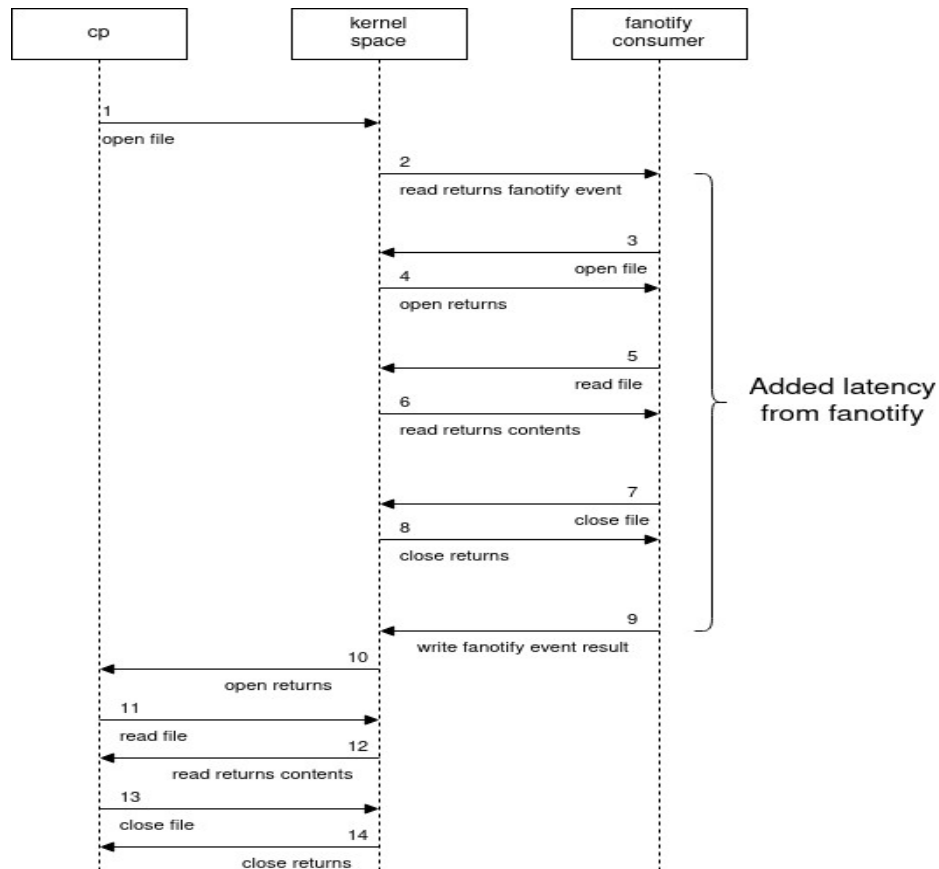 cp
kernel
space
fanotify
consumer
1
open file
2
read returns fanotify event
3
open file
4
open returns
5
read file
6
read returns contents
7
close file
8
close returns
9
write fanotify event result
Added latency
from fanotify
10
open returns
11
read file
12
read returns contents
13
close file
14
close returns